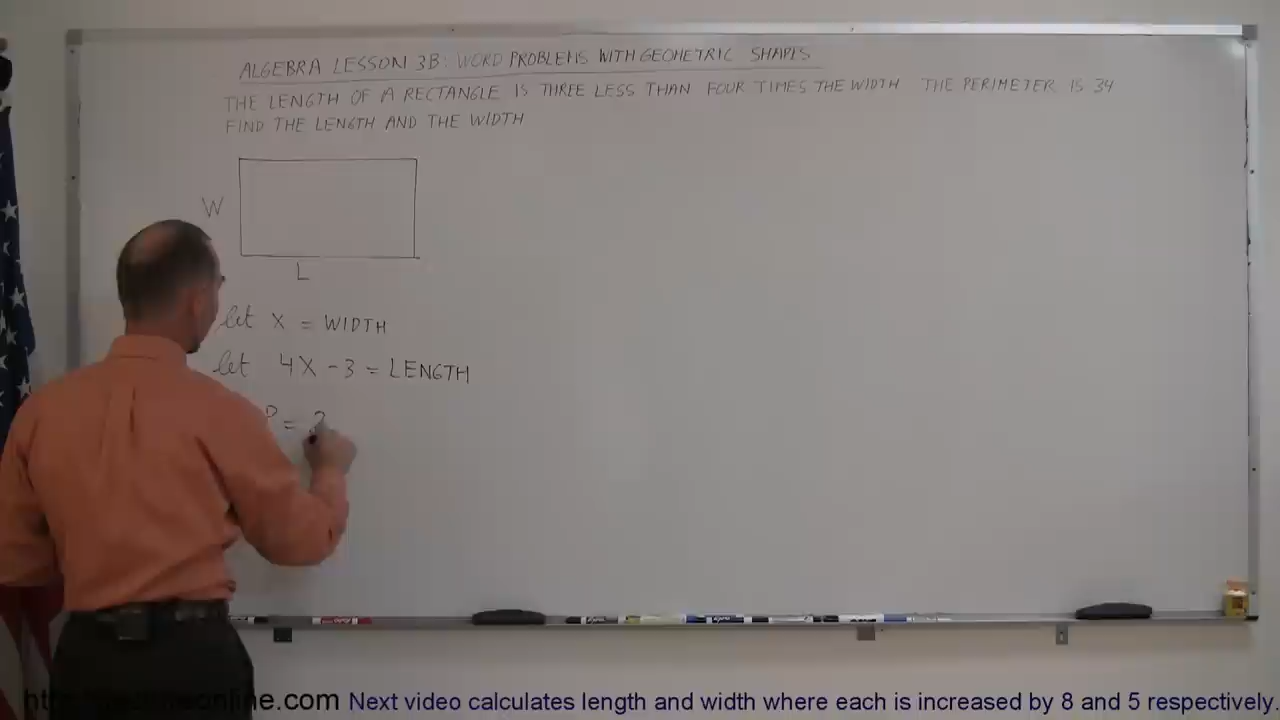 ALGEBRA LESSON 3B: WORD PROBLEMS WITH GEOMETRIC SHAPES
THE LENGTH OF A RECTANGLE IS THREE LESS THAN FOUR TIMES THE WIDTH THE PERIMETER IS 34
FIND THE LENGTH AND THE WIDTH
W
L
let X = WIDTH
let 4X - 3 = LENGTH
P = 2
Next video calculates length and width where each is increased by 8 and 5 respectively.